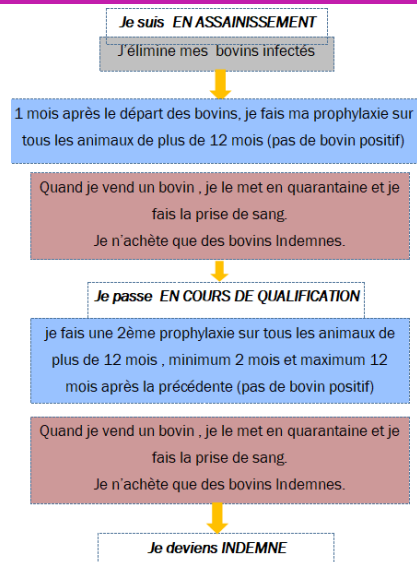 Je suis EN ASSAINISSEMENT
J'élimine mes bovins infectés
1 mois après le départ des bovins, je fais ma prophylaxie sur
tous les animaux de plus de 12 mois (pas de bovin positif)
Quand je vend un bovin , je le met en quarantaine et je
fais la prise de sang.
Je n'achète que des bovins Indemnes.
Je passe EN COURS DE QUALIFICATION
je fais une 2ème prophylaxie sur tous les animaux de
plus de 12 mois , minimum 2 mois et maximum 12
mois après la précédente (pas de bovin positif)
Quand je vend un bovin , je le met en quarantaine et je
fais la prise de sang.
Je n'achète que des bovins Indemnes.
Je deviens INDEMNE